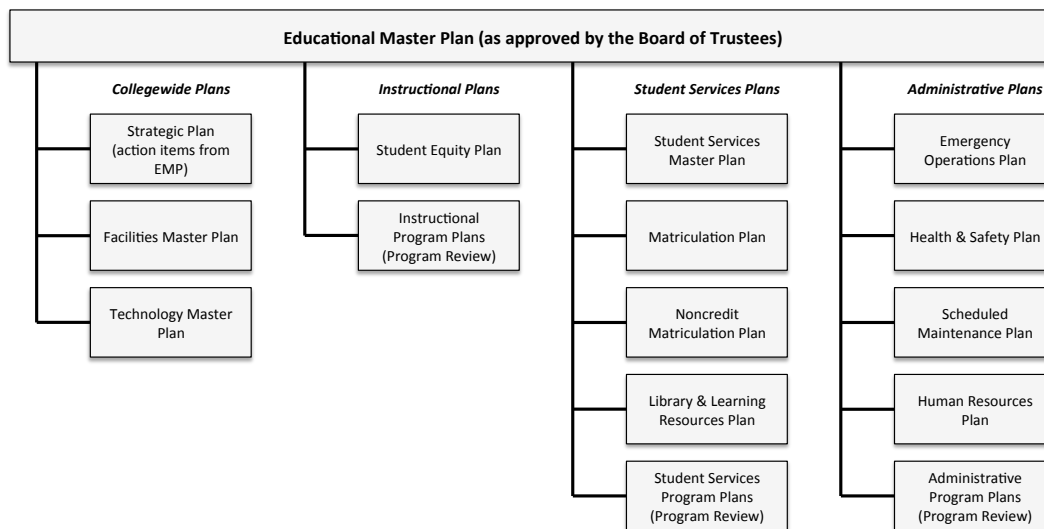 Educational Master Plan (as approved by the Board of Trustees)
Collegewide Plans
Strategic Plan
(action items from
EMP)
Facilities Master Plan
Technology Master
Plan
Instructional Plans
Student Equity Plan
Instructional
Program Plans
(Program Review)
Student Services Plans
Student Services
Master Plan
Matriculation Plan
Noncredit
Matriculation Plan
Library & Learning
Resources Plan
Student Services
Program Plans
(Program Review)
Administrative Plans
Emergency
Operations Plan
Health & Safety Plan
Scheduled
Maintenance Plan
Human Resources
Plan
Administrative
Program Plans
(Program Review)